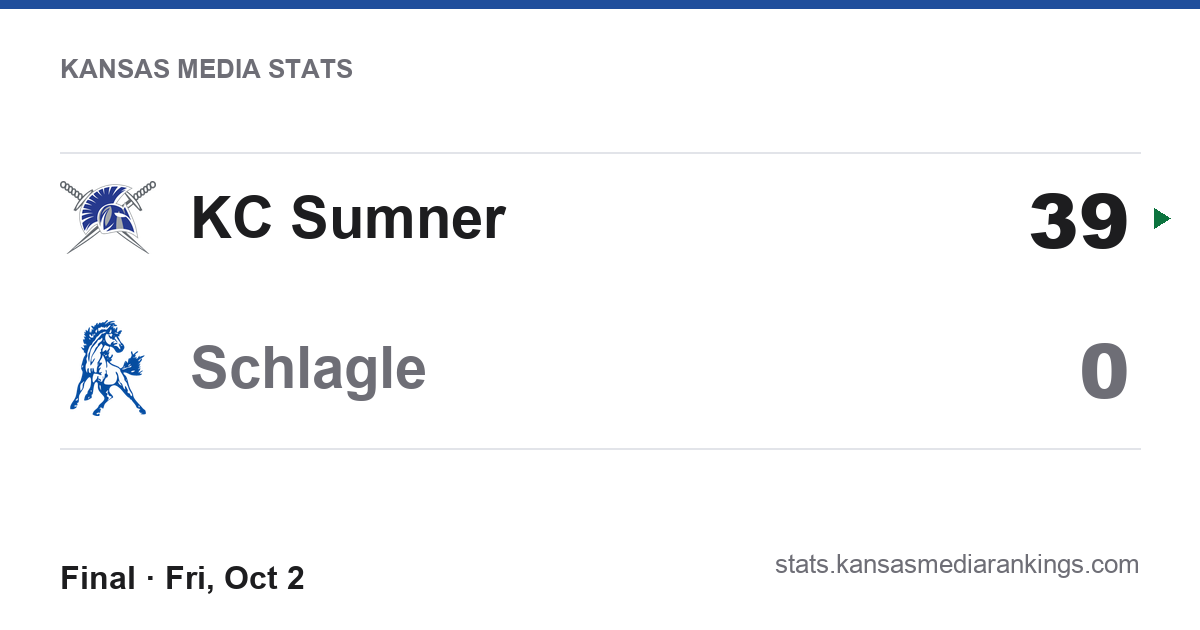 KANSAS MEDIA STATS
KC Sumner 39
Schlagle 0
Final · Fri, Oct 2
stats.kansasmediarankings.com